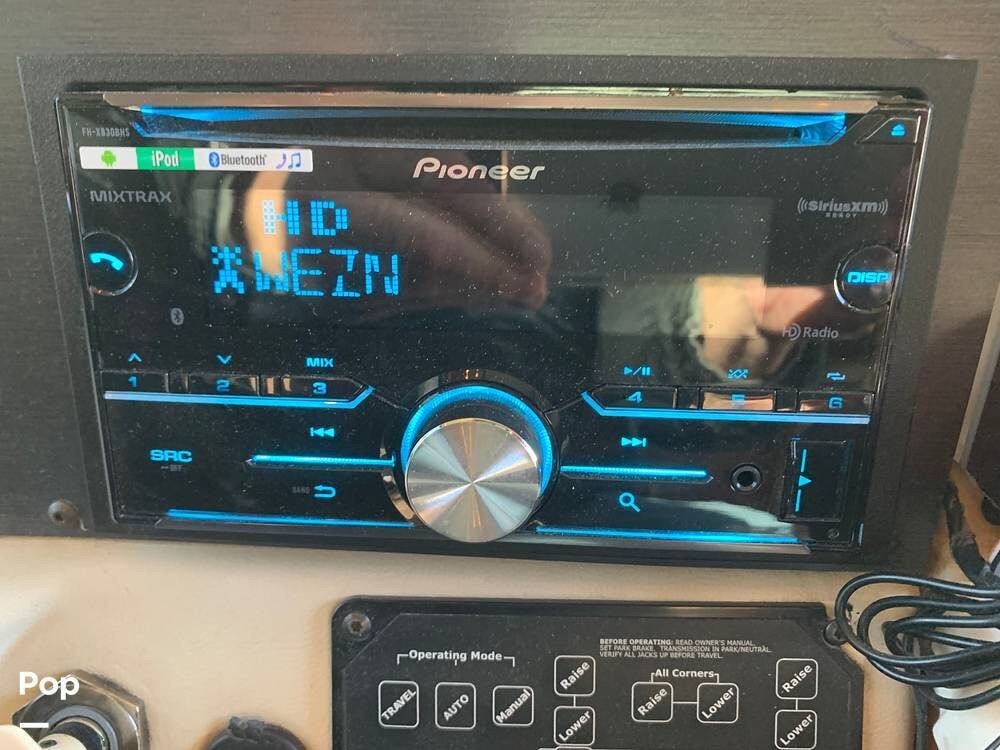 FH-X830BHS
iPod Bluetooth
Pioneer
MIXTRAX
((SiriusXM))
READY
HD
WEZN
DISP
HD Radio
MIX
1 2 3
4 5 6
SRC
OFF
BAND
BEFORE OPERATING: READ OWNER'S MANUAL.
SET PARK BRAKE. TRANSMISSION IN PARK/NEUTRAL.
VERIFY ALL JACKS UP BEFORE TRAVEL.
Operating Mode
All Corners
TRAVEL AUTO Manual
Raise
Lower
Raise Lower
Raise
Lower
Pop